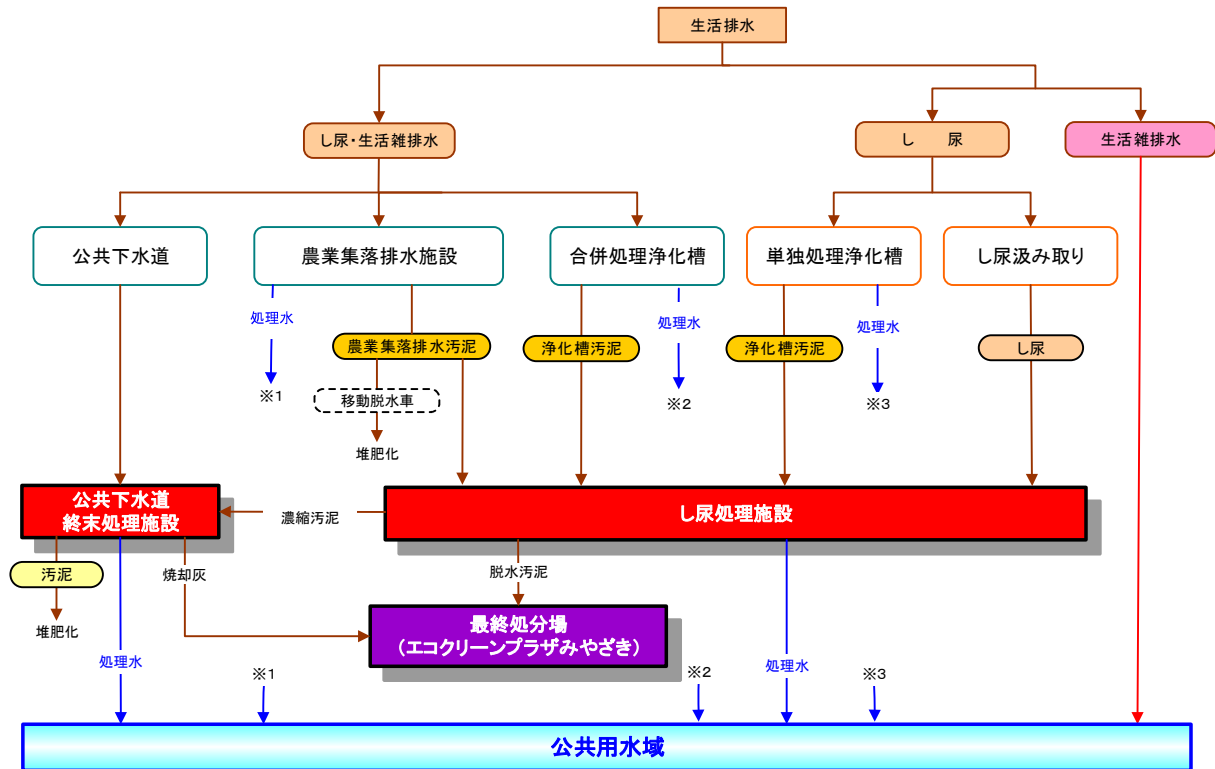 生活排水
し尿・生活雑排水
し 尿
生活雑排水
公共下水道
農業集落排水施設
合併処理浄化槽
単独処理浄化槽
し尿汲み取り
処理水
農業集落排水汚泥
浄化槽汚泥
処理水
浄化槽汚泥
処理水
し尿
※1
移動脱水車
※2
※3
堆肥化
公共下水道
終末処理施設
濃縮汚泥
し尿処理施設
汚泥
焼却灰
脱水汚泥
堆肥化
最終処分場
（エコクリーンプラザみやざき）
処理水
※1
※2
処理水
※3
公共用水域